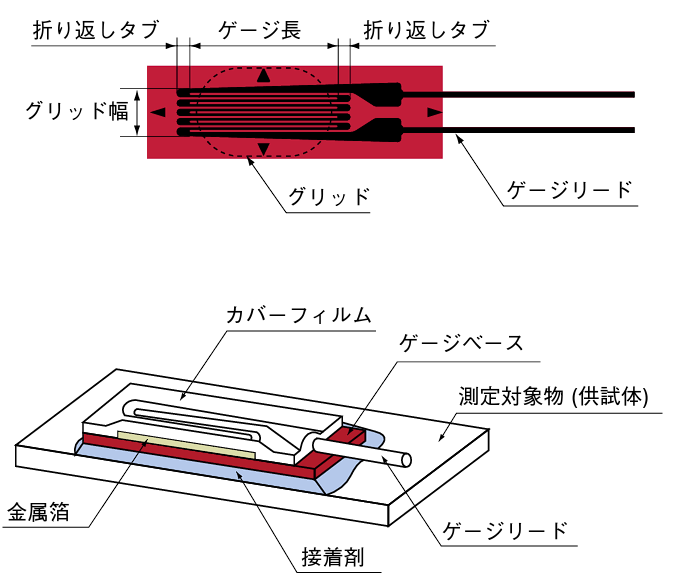 折り返しタブ
ゲージ長
折り返しタブ
グリッド幅
グリッド
ゲージリード
カバーフィルム
ゲージベース
測定対象物 (供試体)
金属箔
接着剤
ゲージリード